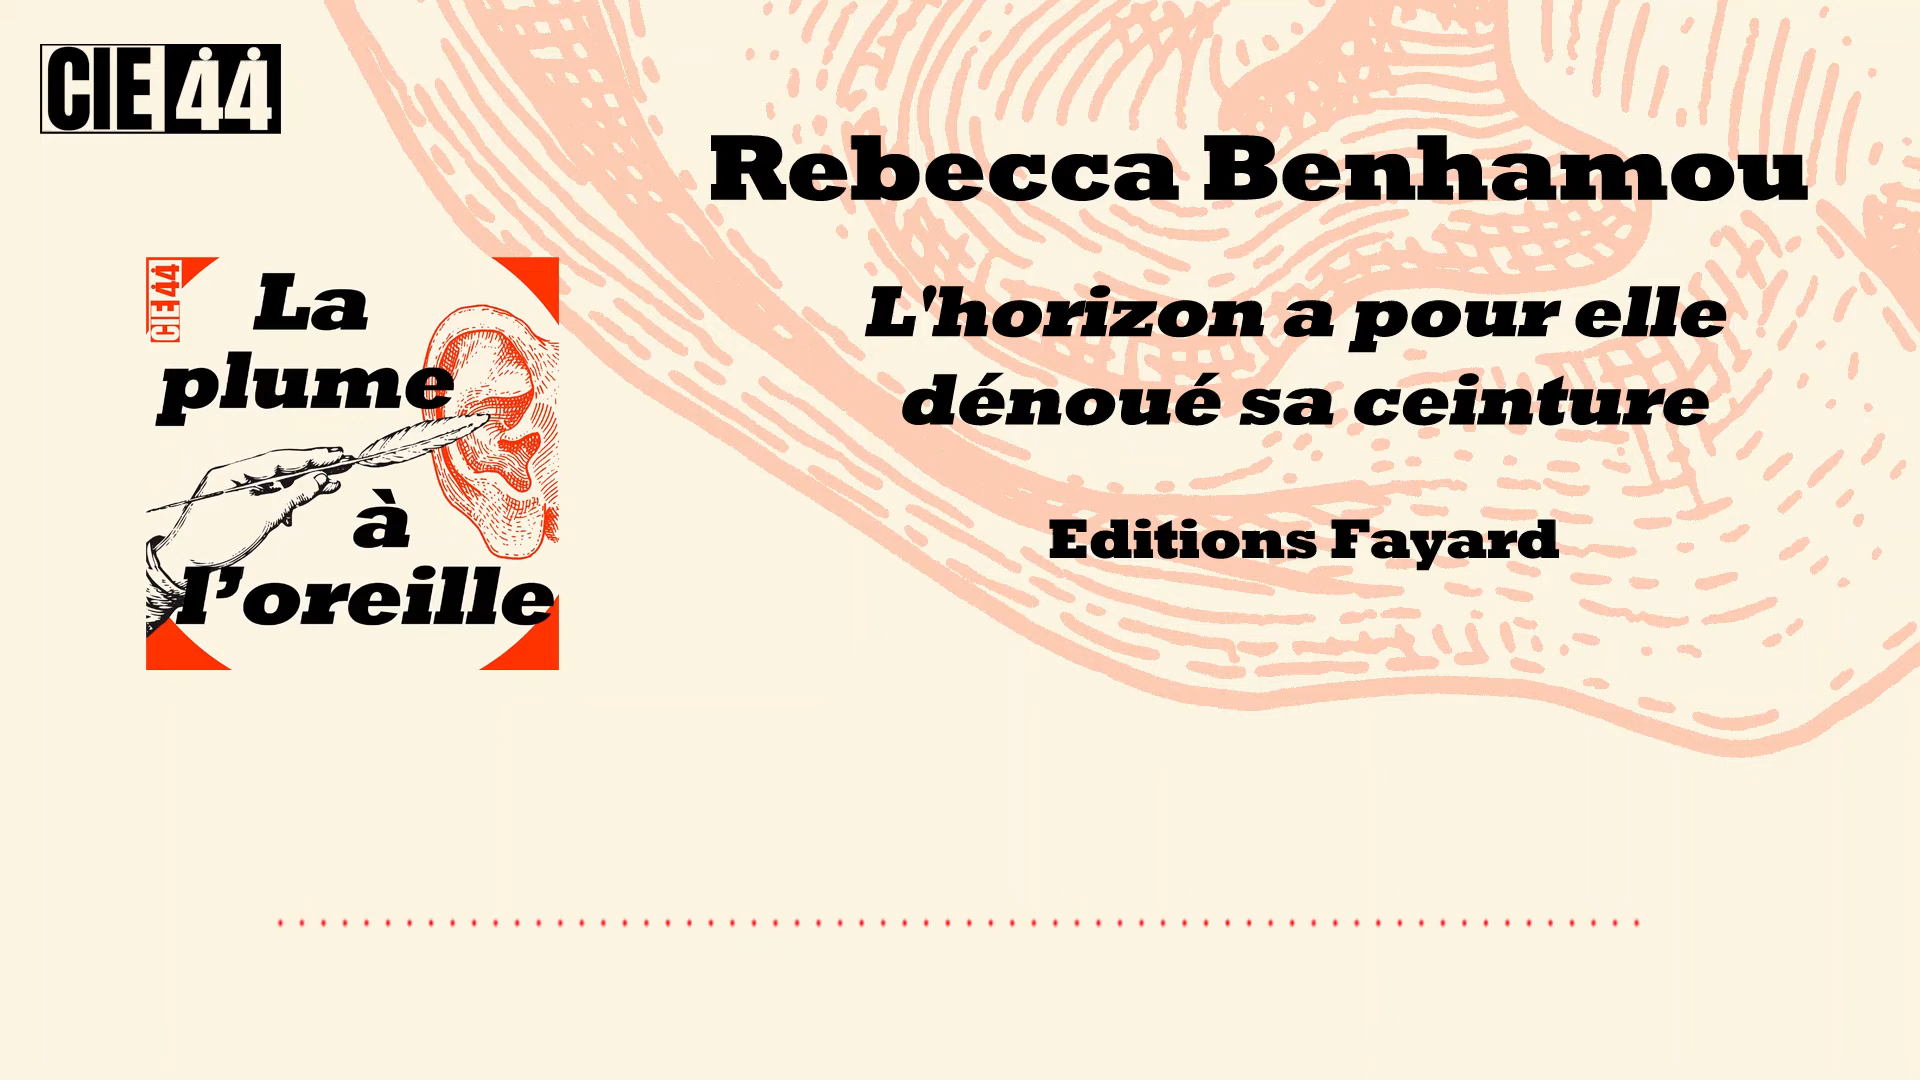 CIE 44
Rebecca Benhamou
L'horizon a pour elle
dénoué sa ceinture
Editions Fayard
CIE 44
La
plume
à
l’oreille